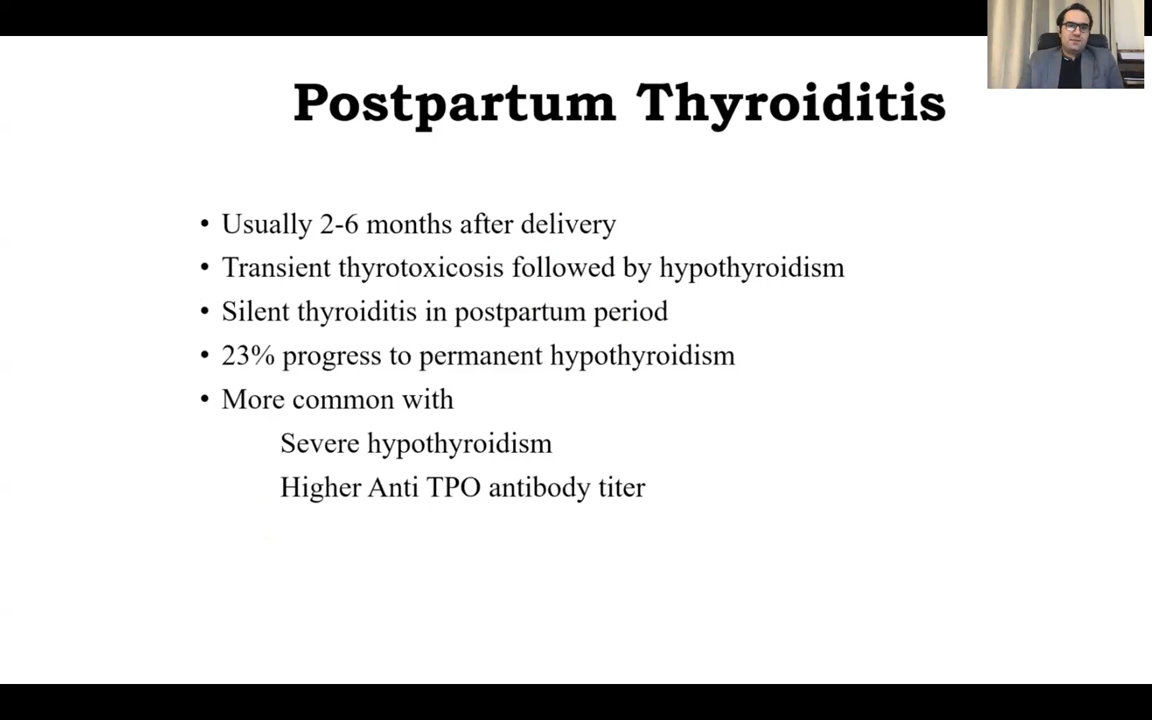 Postpartum Thyroiditis
• Usually 2-6 months after delivery
• Transient thyrotoxicosis followed by hypothyroidism
• Silent thyroiditis in postpartum period
• 23% progress to permanent hypothyroidism
• More common with
Severe hypothyroidism
Higher Anti TPO antibody titer